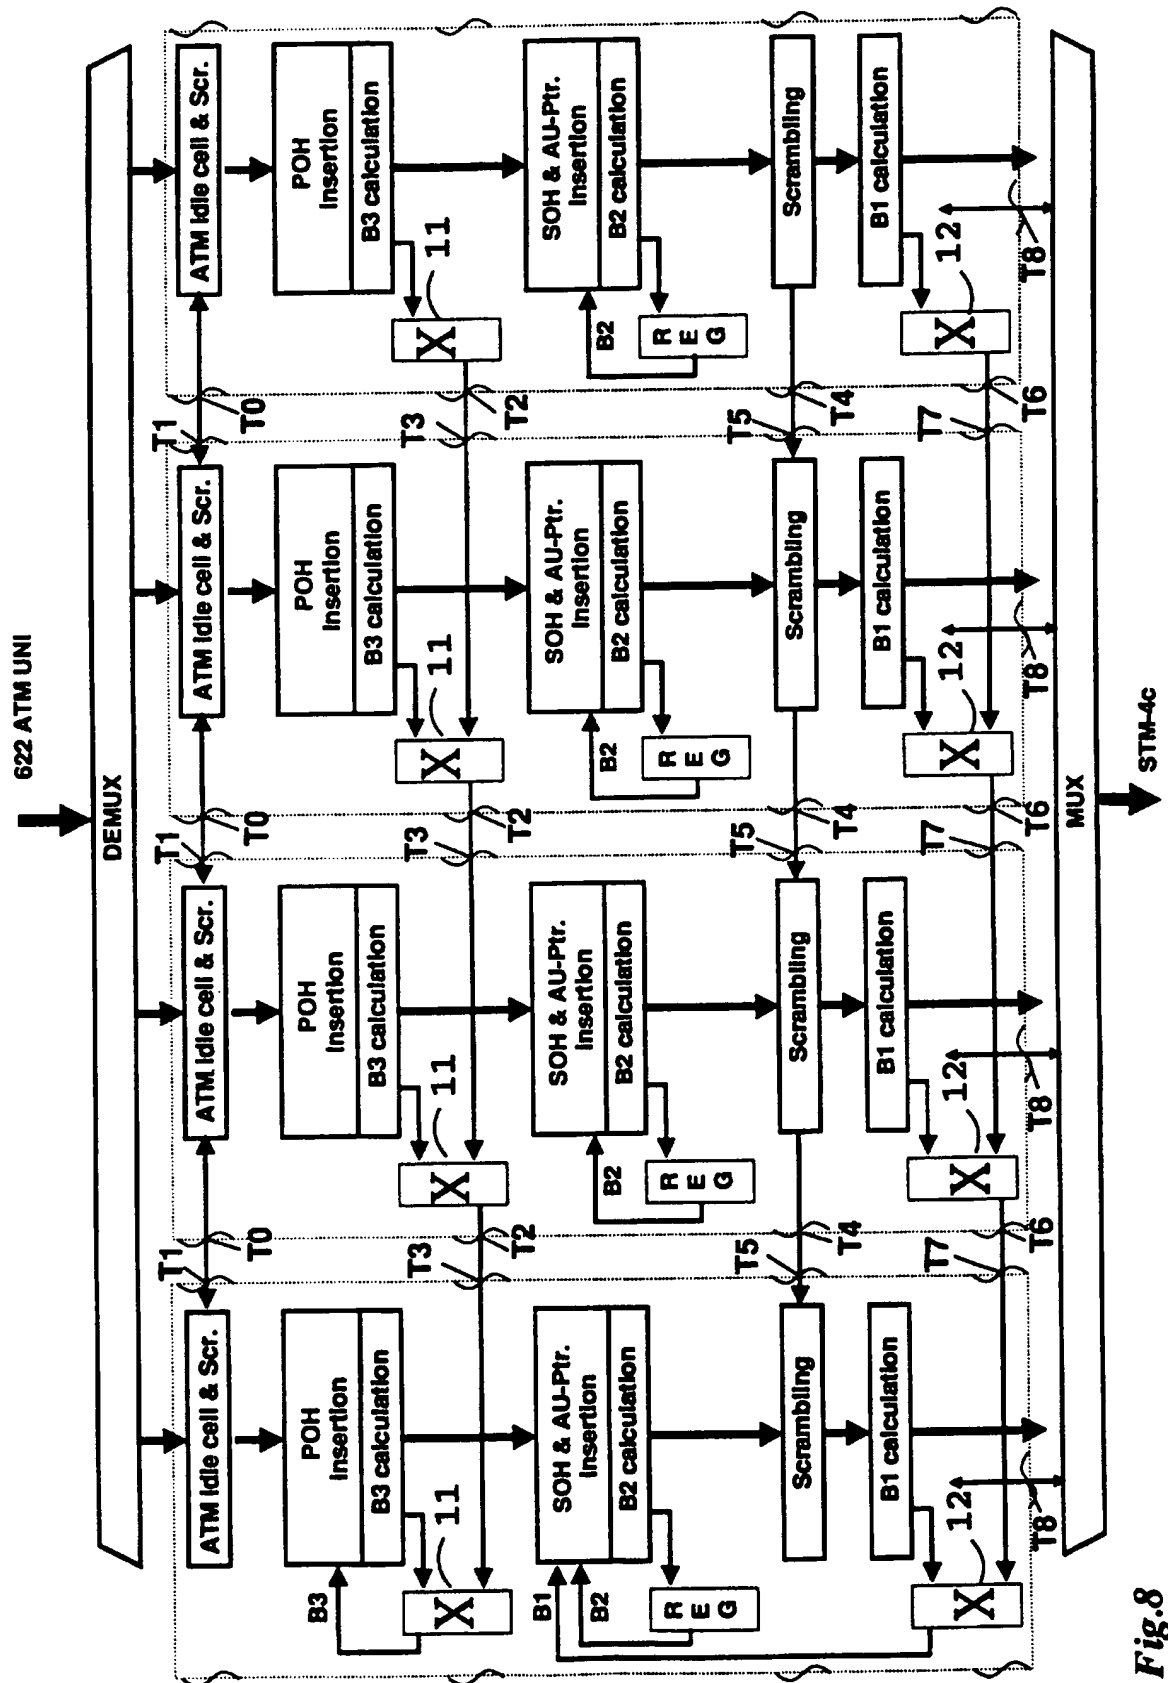 622 ATM UNI
DEMUX
ATM Idle cell & Scr.
POH
Insertion
B3 calculation
B3
11
X
SOH & AU-Ptr.
Insertion
B2 calculation
B1
B2
REG
Scrambling
B1 calculation
12
X
T8
T1
T0
T3
T2
T5
T4
T7
T6
ATM Idle cell & Scr.
POH
Insertion
B3 calculation
11
X
SOH & AU-Ptr.
Insertion
B2 calculation
B2
REG
Scrambling
B1 calculation
12
X
T8
T1
T0
T3
T2
T5
T4
T7
T6
ATM Idle cell & Scr.
POH
Insertion
B3 calculation
11
X
SOH & AU-Ptr.
Insertion
B2 calculation
B2
REG
Scrambling
B1 calculation
12
X
T8
T1
T0
T3
T2
T5
T4
T7
T6
ATM Idle cell & Scr.
POH
Insertion
B3 calculation
11
X
SOH & AU-Ptr.
Insertion
B2 calculation
B2
REG
Scrambling
B1 calculation
12
X
T8
MUX
STM-4c
Fig.8